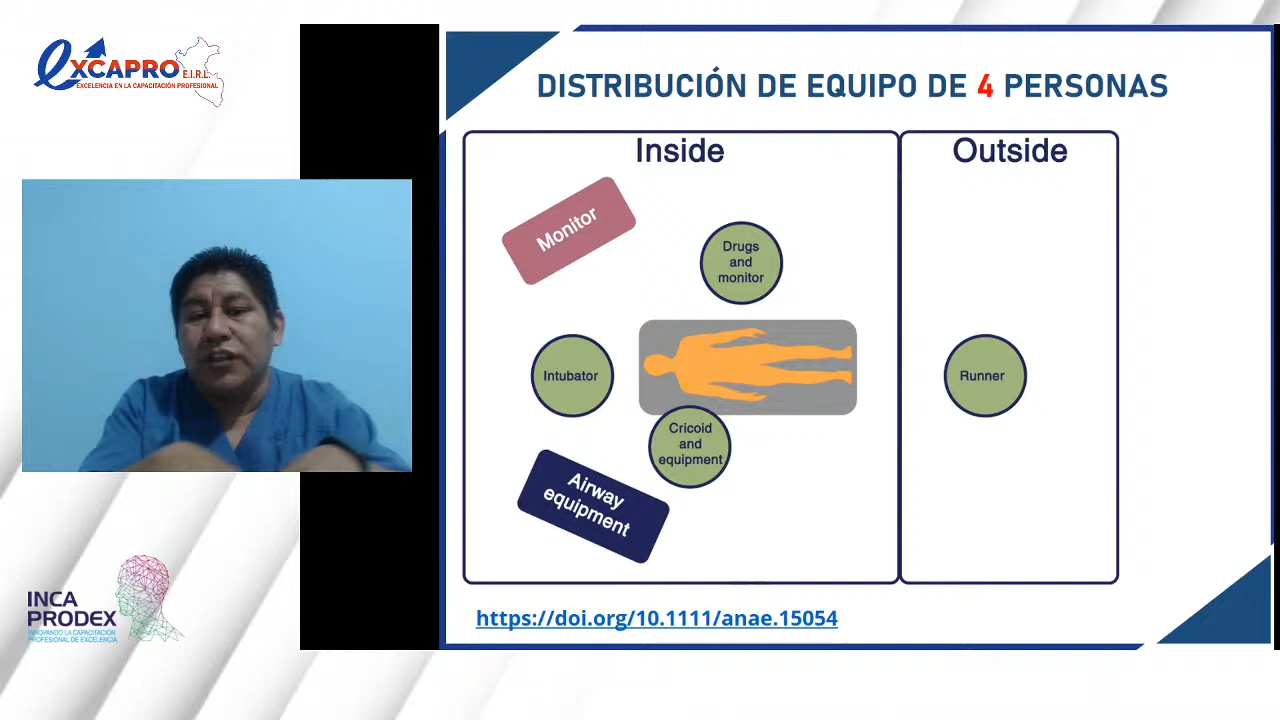 excapro E.I.R.L.
EXCELENCIA EN LA CAPACITACIÓN PROFESIONAL
DISTRIBUCIÓN DE EQUIPO DE 4 PERSONAS
Inside
Outside
Monitor
Drugs
and
monitor
Intubator
Runner
Cricoid
and
equipment
Airway
equipment
https://doi.org/10.1111/anae.15054
INCA
PRODEX
INNOVANDO LA CAPACITACIÓN
PROFESIONAL DE EXCELENCIA